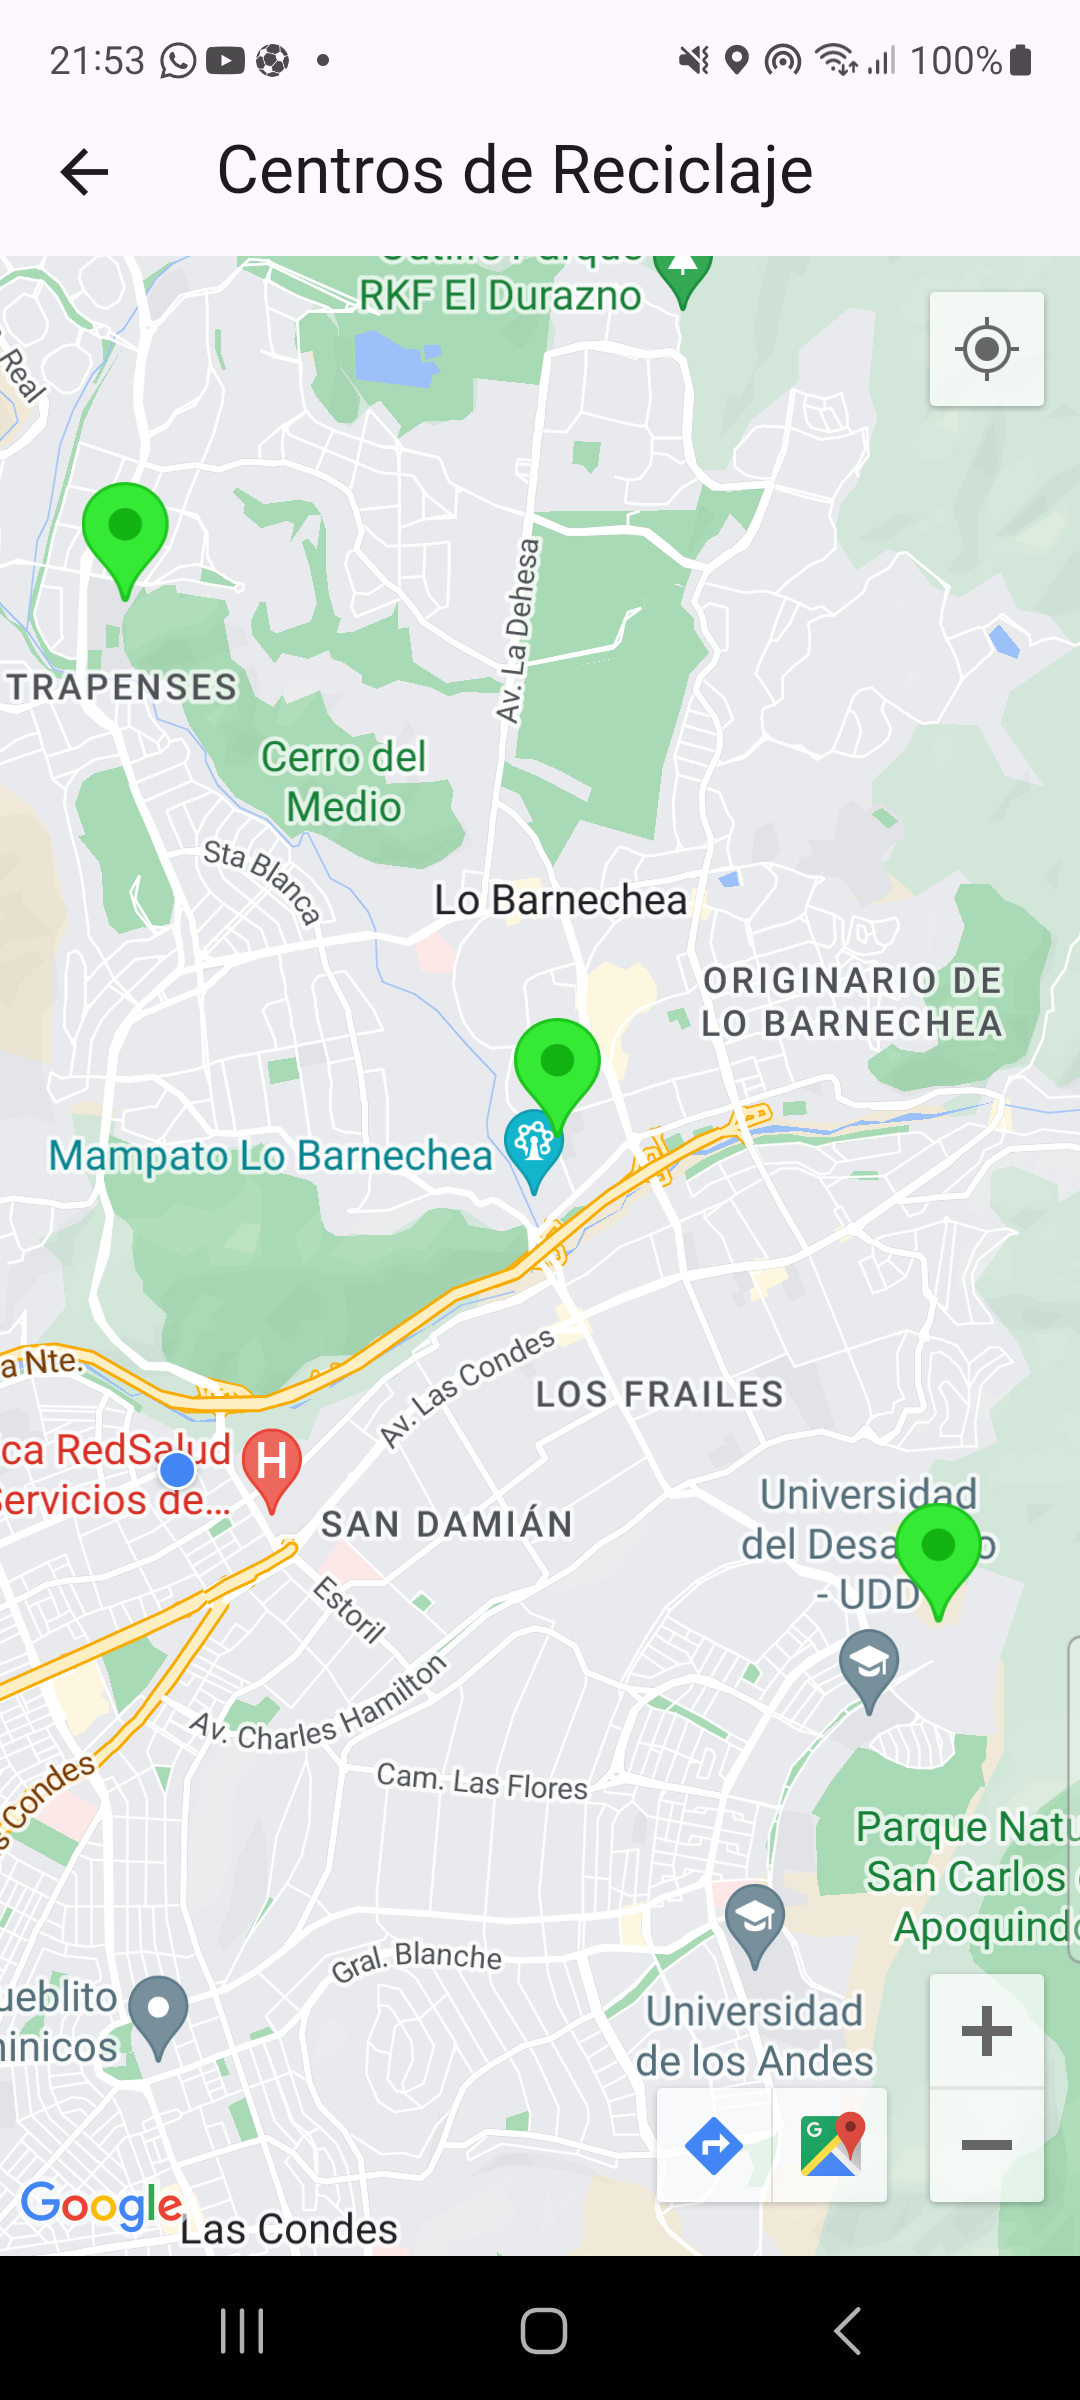 21:53
100%
Centros de Reciclaje
RKF El Durazno
Real
Av. La Dehesa
TRAPENSES
Cerro del
Medio
Sta Blanca
Lo Barnechea
ORIGINARIO DE
LO BARNECHEA
Mampato Lo Barnechea
a Nte.
Av. Las Condes
LOS FRAILES
ca RedSalud
Servicios de...
H
SAN DAMIÁN
Universidad
del Desa o
- UDD
Estoril
Av. Charles Hamilton
Cam. Las Flores
s Condes
Parque Natu
San Carlos
Apoquind
Gral. Blanche
ueblito
inicos
Universidad
de los Andes
G
Google
Las Condes